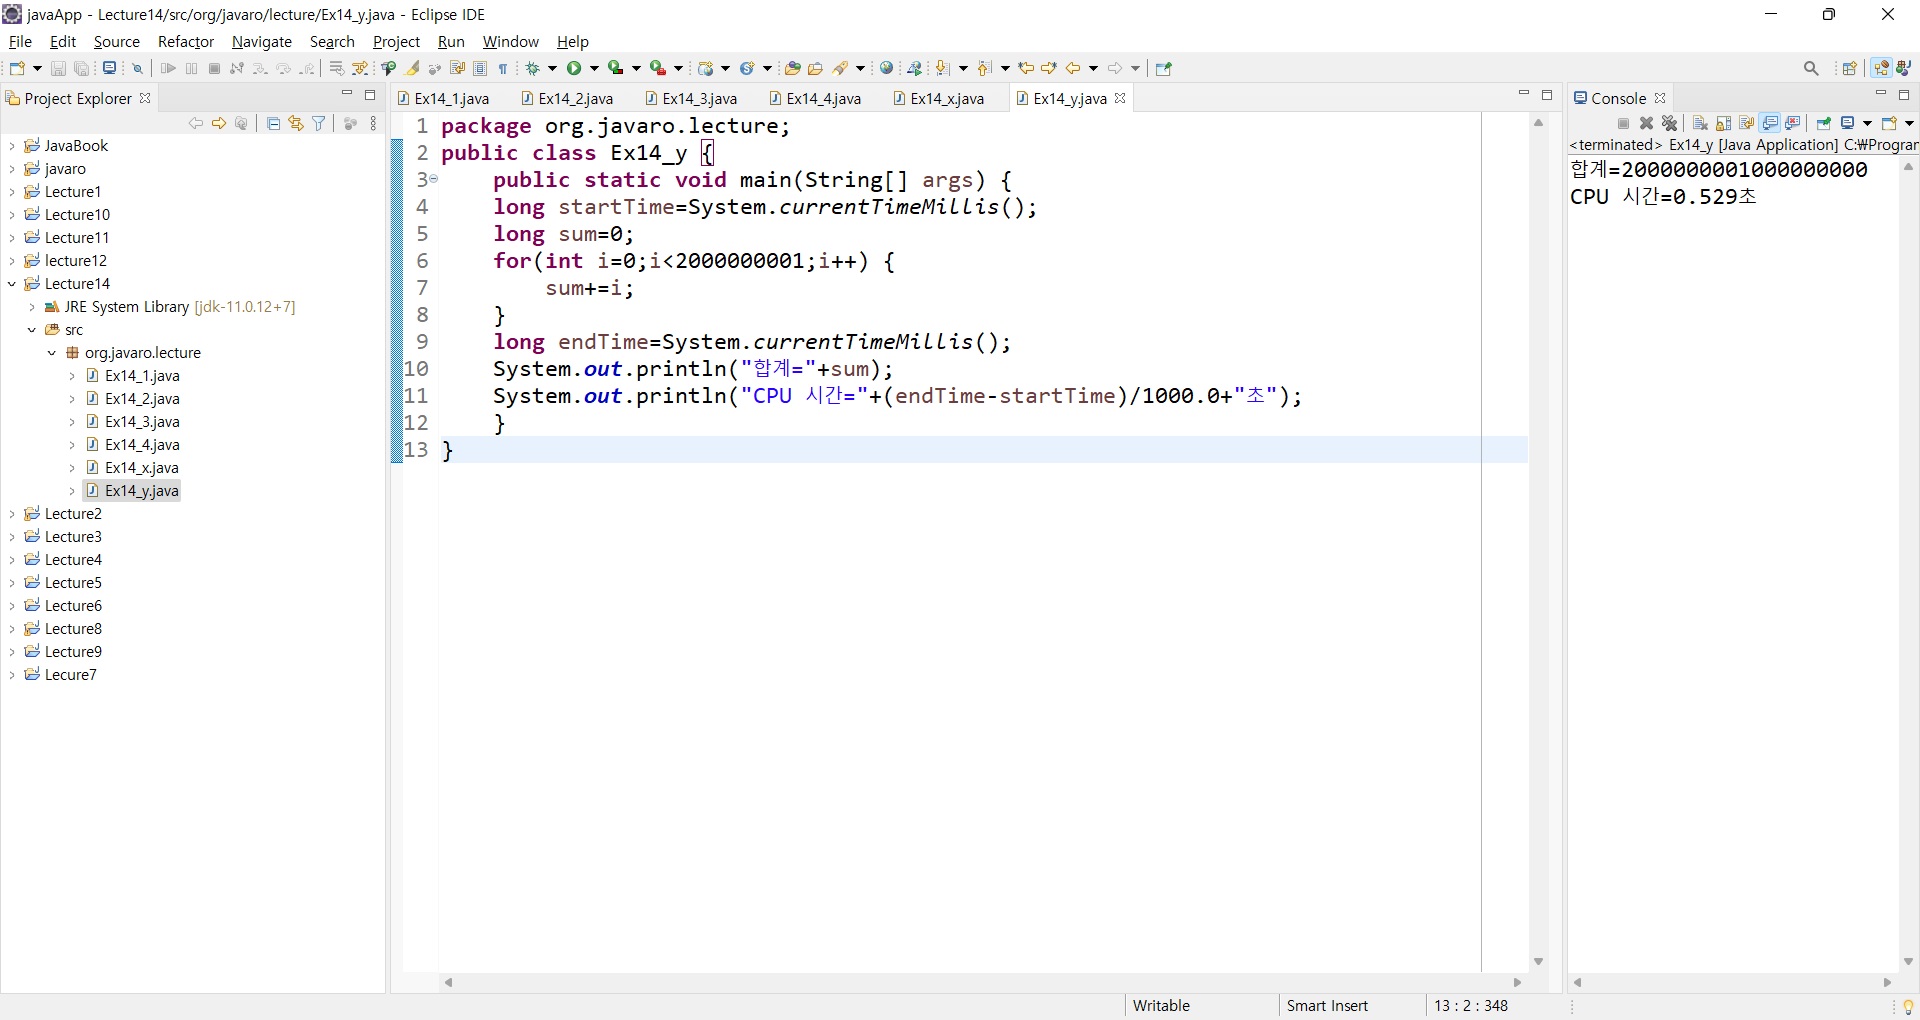 javaApp - Lecture14/src/org/javaro/lecture/Ex14_y.java - Eclipse IDE
File Edit Source Refactor Navigate Search Project Run Window Help
Project Explorer
JavaBook
javaro
Lecture1
Lecture10
Lecture11
lecture12
Lecture14
JRE System Library [jdk-11.0.12+7]
src
org.javaro.lecture
Ex14_1.java
Ex14_2.java
Ex14_3.java
Ex14_4.java
Ex14_x.java
Ex14_y.java
Lecture2
Lecture3
Lecture4
Lecture5
Lecture6
Lecture8
Lecture9
Lecure7
Ex14_1.java Ex14_2.java Ex14_3.java Ex14_4.java Ex14_x.java Ex14_y.java
1 package org.javaro.lecture;
2 public class Ex14_y {
3 public static void main(String[] args) {
4 long startTime=System.currentTimeMillis();
5 long sum=0;
6 for(int i=0;i<2000000001;i++) {
7 sum+=i;
8 }
9 long endTime=System.currentTimeMillis();
10 System.out.println("합계="+sum);
11 System.out.println("CPU 시간="+(endTime-startTime)/1000.0+"초");
12 }
13 }
Console
<terminated> Ex14_y [Java Application] C:₩Progran
합계=2000000001000000000
CPU 시간=0.529초
Writable Smart Insert 13 : 2 : 348